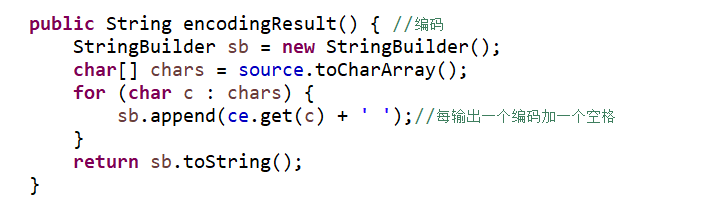 public String encodingResult() { //编码
    StringBuilder sb = new StringBuilder();
    char[] chars = source.toCharArray();
    for (char c : chars) {
        sb.append(ce.get(c) + ' ');//每输出一个编码加一个空格
    }
    return sb.toString();
}